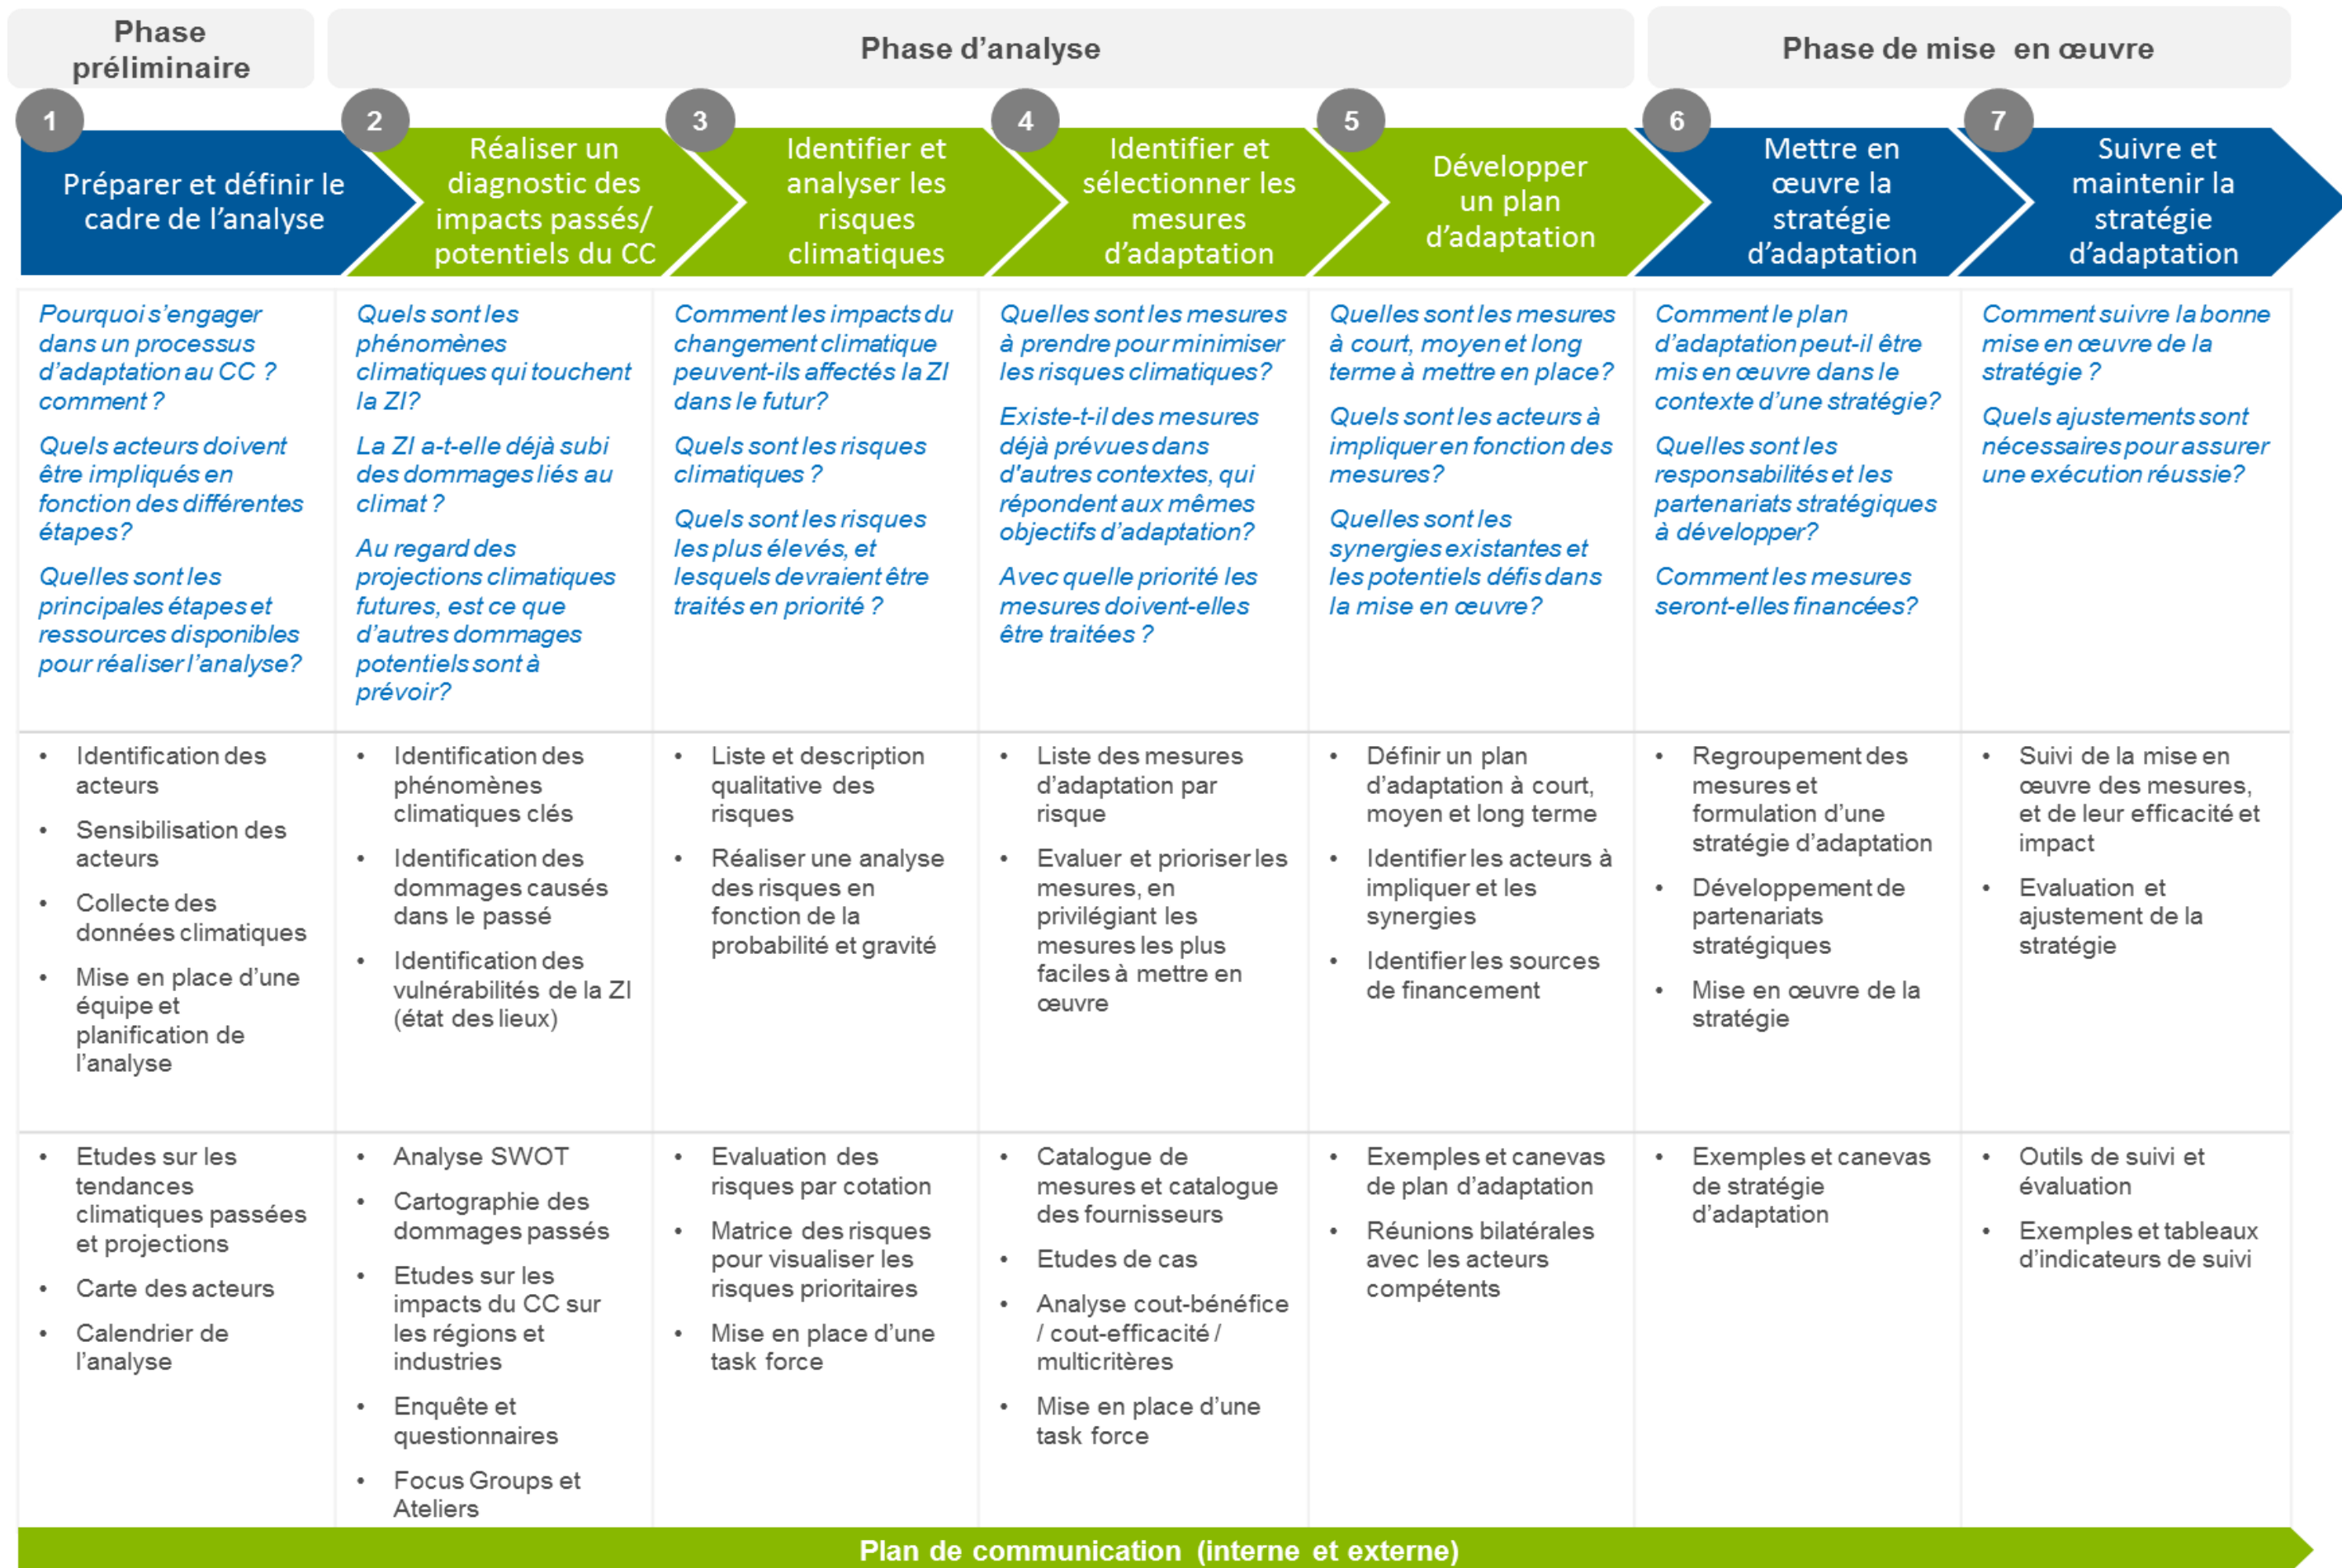 Phase
préliminaire
Phase d’analyse
Phase de mise en œuvre
1
Préparer et définir le
cadre de l’analyse
2
Réaliser un
diagnostic des
impacts passés/
potentiels du CC
3
Identifier et
analyser les
risques
climatiques
4
Identifier et
sélectionner les
mesures
d’adaptation
5
Développer
un plan
d’adaptation
6
Mettre en
œuvre la
stratégie
d’adaptation
7
Suivre et
maintenir la
stratégie
d’adaptation
Pourquoi s’engager
dans un processus
d’adaptation au CC ?
comment ?
Quels acteurs doivent
être impliqués en
fonction des différentes
étapes?
Quelles sont les
principales étapes et
ressources disponibles
pour réaliser l’analyse?
Quels sont les
phénomènes
climatiques qui touchent
la ZI?
La ZI a-t-elle déjà subi
des dommages liés au
climat ?
Au regard des
projections climatiques
futures, est ce que
d’autres dommages
potentiels sont à
prévoir?
Comment les impacts du
changement climatique
peuvent-ils affectés la ZI
dans le futur?
Quels sont les risques
climatiques ?
Quels sont les risques
les plus élevés, et
lesquels devraient être
traités en priorité ?
Quelles sont les mesures
à prendre pour minimiser
les risques climatiques?
Existe-t-il des mesures
déjà prévues dans
d'autres contextes, qui
répondent aux mêmes
objectifs d’adaptation?
Avec quelle priorité les
mesures doivent-elles
être traitées ?
Quelles sont les mesures
à court, moyen et long
terme à mettre en place?
Quels sont les acteurs à
impliquer en fonction des
mesures?
Quelles sont les
synergies existantes et
les potentiels défis dans
la mise en œuvre?
Comment le plan
d’adaptation peut-il être
mis en œuvre dans le
contexte d’une stratégie?
Quelles sont les
responsabilités et les
partenariats stratégiques
à développer?
Comment les mesures
seront-elles financées?
Comment suivre la bonne
mise en œuvre de la
stratégie ?
Quels ajustements sont
nécessaires pour assurer
une exécution réussie?
• Identification des
acteurs
• Sensibilisation des
acteurs
• Collecte des
données climatiques
• Mise en place d’une
équipe et
planification de
l’analyse
• Identification des
phénomènes
climatiques clés
• Identification des
dommages causés
dans le passé
• Identification des
vulnérabilités de la ZI
(état des lieux)
• Liste et description
qualitative des
risques
• Réaliser une analyse
des risques en
fonction de la
probabilité et gravité
• Liste des mesures
d’adaptation par
risque
• Evaluer et prioriser les
mesures, en
privilégiant les
mesures les plus
faciles à mettre en
œuvre
• Définir un plan
d’adaptation à court,
moyen et long terme
• Identifier les acteurs à
impliquer et les
synergies
• Identifier les sources
de financement
• Regroupement des
mesures et
formulation d’une
stratégie d’adaptation
• Développement de
partenariats
stratégiques
• Mise en œuvre de la
stratégie
• Suivi de la mise en
œuvre des mesures,
et de leur efficacité et
impact
• Evaluation et
ajustement de la
stratégie
• Etudes sur les
tendances
climatiques passées
et projections
• Carte des acteurs
• Calendrier de
l’analyse
• Analyse SWOT
• Cartographie des
dommages passés
• Etudes sur les
impacts du CC sur
les régions et
industries
• Enquête et
questionnaires
• Focus Groups et
Ateliers
• Evaluation des
risques par cotation
• Matrice des risques
pour visualiser les
risques prioritaires
• Mise en place d’une
task force
• Catalogue de
mesures et catalogue
des fournisseurs
• Etudes de cas
• Analyse cout-bénéfice
/ cout-efficacité /
multicritères
• Mise en place d’une
task force
• Exemples et canevas
de plan d’adaptation
• Réunions bilatérales
avec les acteurs
compétents
• Exemples et canevas
de stratégie
d’adaptation
• Outils de suivi et
évaluation
• Exemples et tableaux
d’indicateurs de suivi
Plan de communication (interne et externe)